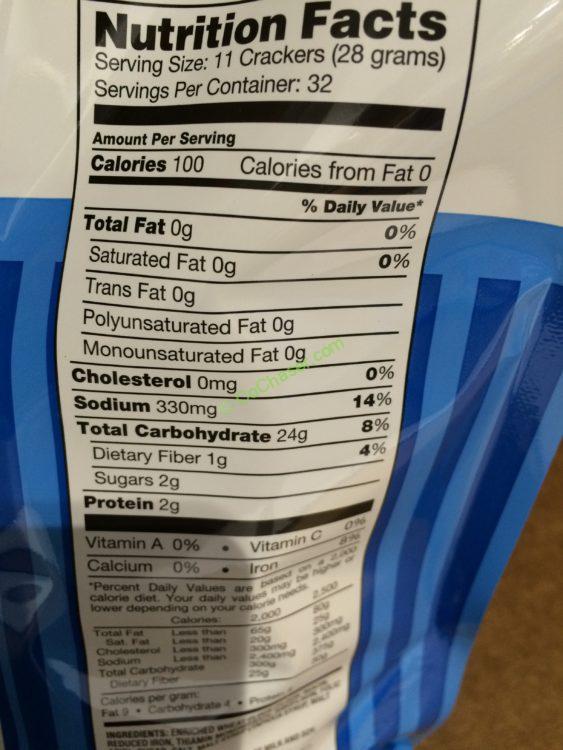 Nutrition Facts
Serving Size: 11 Crackers (28 grams)
Servings Per Container: 32
Amount Per Serving
Calories 100 Calories from Fat 0
% Daily Value*
Total Fat 0g 0%
Saturated Fat 0g 0%
Trans Fat 0g
Polyunsaturated Fat 0g
Monounsaturated Fat 0g
Cholesterol 0mg 0%
Sodium 330mg 14%
Total Carbohydrate 24g 8%
Dietary Fiber 1g 4%
Sugars 2g
Protein 2g
Vitamin A 0% • Vitamin C 0%
Calcium 0% • Iron 8%
*Percent Daily Values are based on a 2,000
calorie diet. Your daily values may be higher or
lower depending on your calorie needs.
Calories: 2,000 2,500
Total Fat Less than 65g 80g
Sat. Fat Less than 20g 25g
Cholesterol Less than 300mg 300mg
Sodium Less than 2,400mg 2,400mg
Total Carbohydrate 300g 375g
Dietary Fiber 25g 30g
Calories per gram:
Fat 9 • Carbohydrate 4 • Protein
INGREDIENTS: ENRICHED
REDUCED IRON,
CoChaser.com